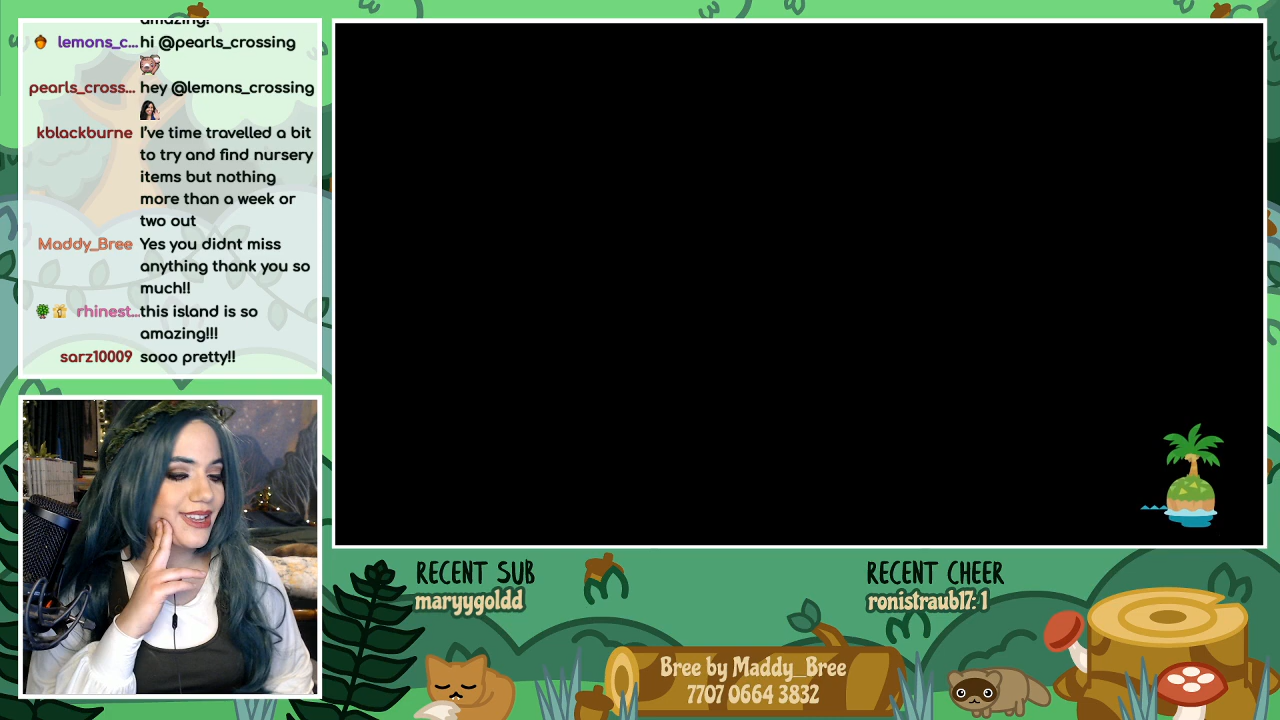 amazing!
lemons_c... hi @pearls_crossing
pearls_cross... hey @lemons_crossing
kblackburne I've time travelled a bit
to try and find nursery
items but nothing
more than a week or
two out
Maddy_Bree Yes you didnt miss
anything thank you so
much!!
rhinest... this island is so
amazing!!!
sarz10009 sooo pretty!!
RECENT SUB
maryygoldd
RECENT CHEER
ronistraub17: 1
Bree by Maddy_Bree
7707 0664 3832